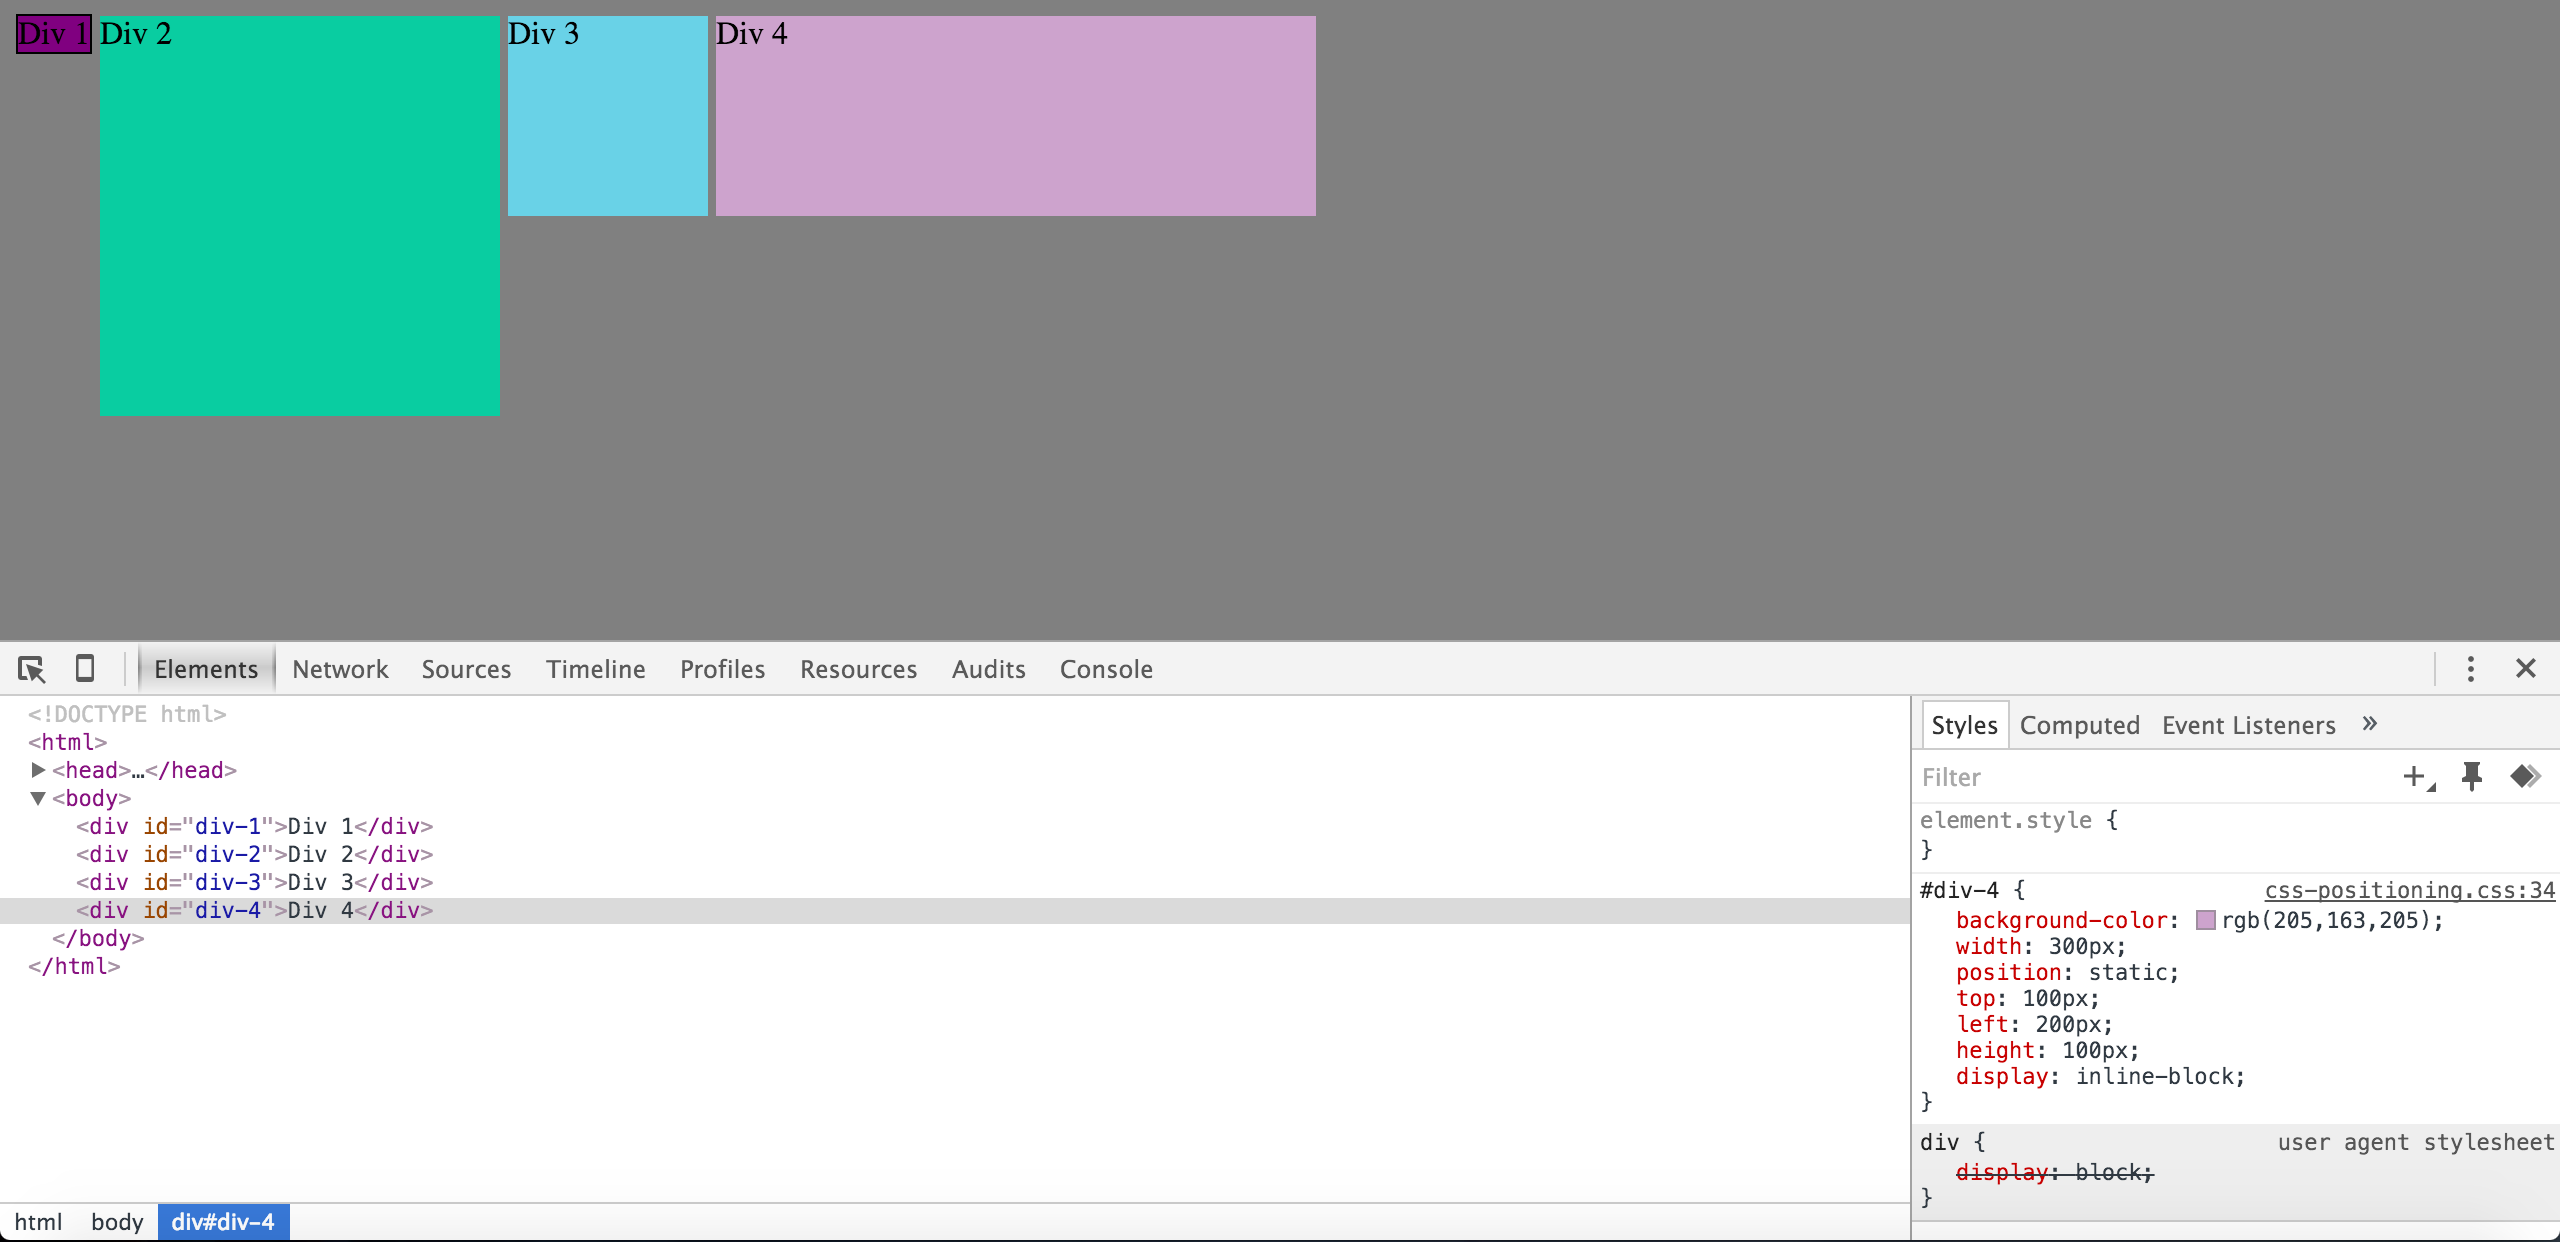 Div 1 Div 2 Div 3 Div 4
Elements Network Sources Timeline Profiles Resources Audits Console
<!DOCTYPE html>
<html>
<head>…</head>
<body>
<div id="div-1">Div 1</div>
<div id="div-2">Div 2</div>
<div id="div-3">Div 3</div>
<div id="div-4">Div 4</div>
</body>
</html>
html body div#div-4
Styles Computed Event Listeners »
Filter
element.style {
}
#div-4 { css-positioning.css:34
background-color: rgb(205,163,205);
width: 300px;
position: static;
top: 100px;
left: 200px;
height: 100px;
display: inline-block;
}
div { user agent stylesheet
display: block;
}